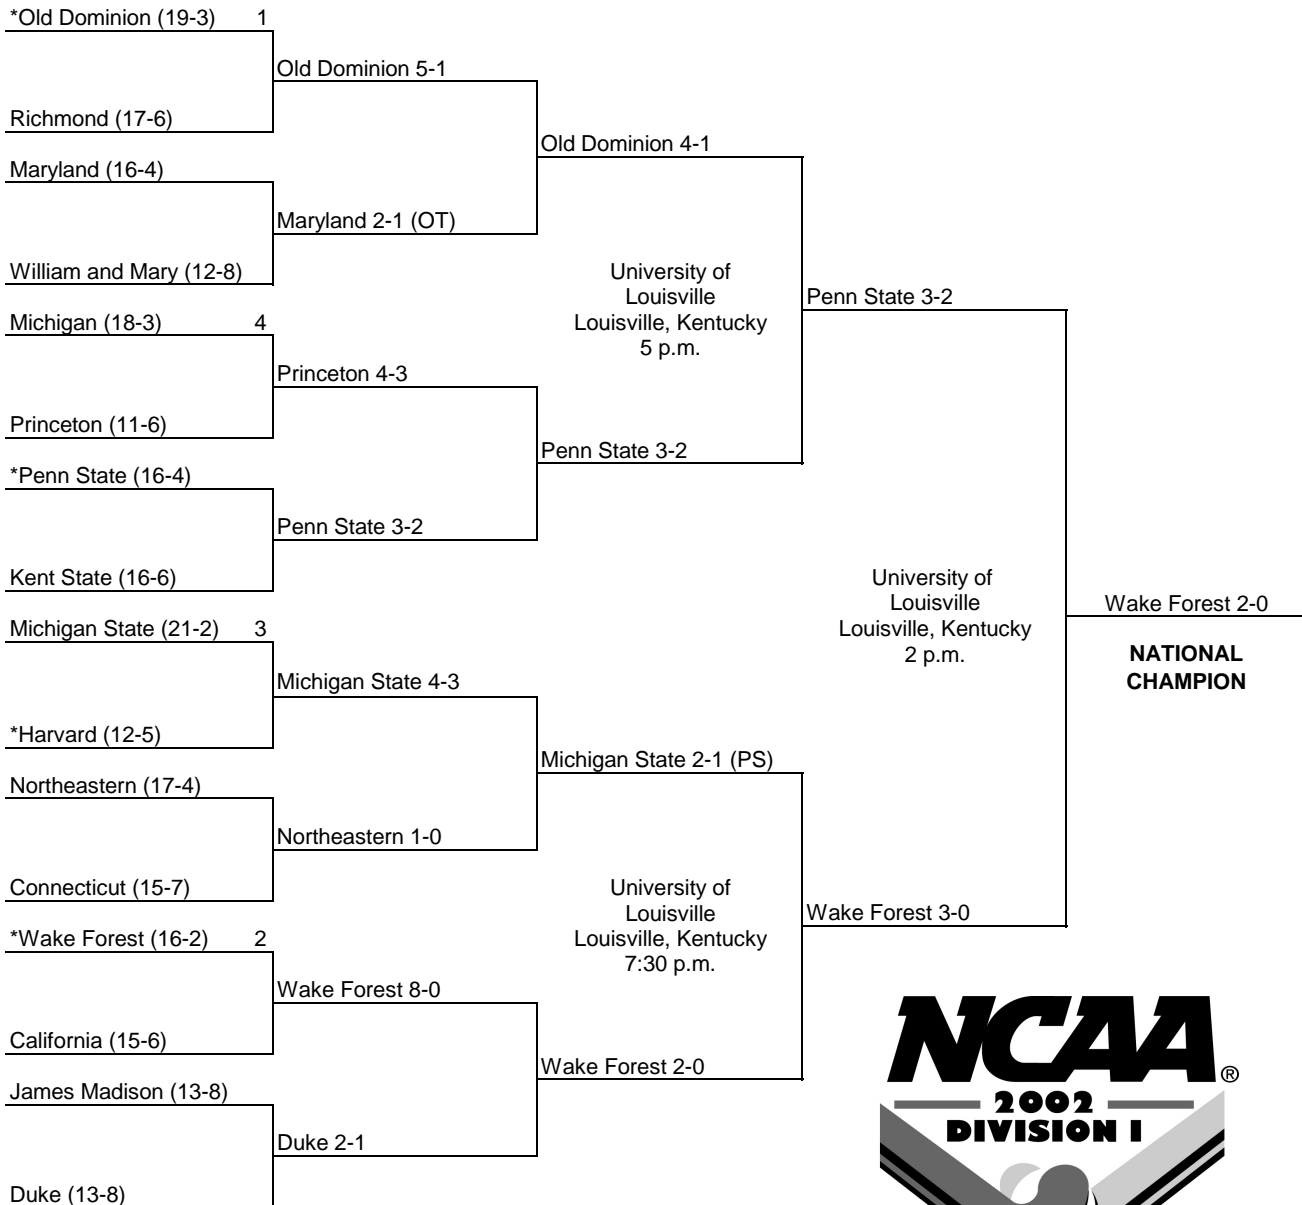 *Old Dominion (19-3) 1
Old Dominion 5-1
Richmond (17-6)
Old Dominion 4-1
Maryland (16-4)
Maryland 2-1 (OT)
William and Mary (12-8)
University of
Louisville
Louisville, Kentucky
5 p.m.
Penn State 3-2
Michigan (18-3) 4
Princeton 4-3
Princeton (11-6)
Penn State 3-2
*Penn State (16-4)
Penn State 3-2
Kent State (16-6)
University of
Louisville
Louisville, Kentucky
2 p.m.
Wake Forest 2-0
NATIONAL
CHAMPION
Michigan State (21-2) 3
Michigan State 4-3
*Harvard (12-5)
Michigan State 2-1 (PS)
Northeastern (17-4)
Northeastern 1-0
Connecticut (15-7)
University of
Louisville
Louisville, Kentucky
7:30 p.m.
Wake Forest 3-0
*Wake Forest (16-2) 2
Wake Forest 8-0
California (15-6)
Wake Forest 2-0
James Madison (13-8)
Duke 2-1
Duke (13-8)
NCAA®
2002
DIVISION I